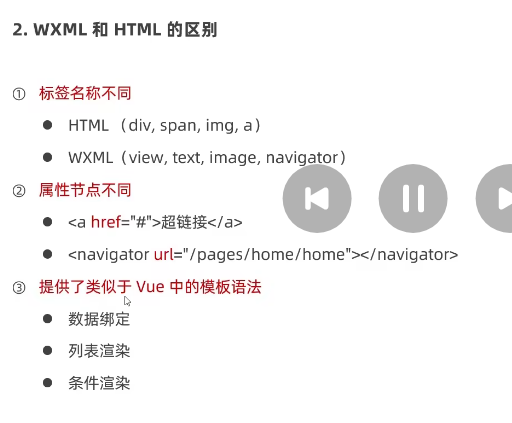 2. WXML 和 HTML 的区别
① 标签名称不同
● HTML （div, span, img, a）
● WXML（view, text, image, navigator）
② 属性节点不同
● <a href="#">超链接</a>
● <navigator url="/pages/home/home"></navigator>
③ 提供了类似于 Vue 中的模板语法
● 数据绑定
● 列表渲染
● 条件渲染